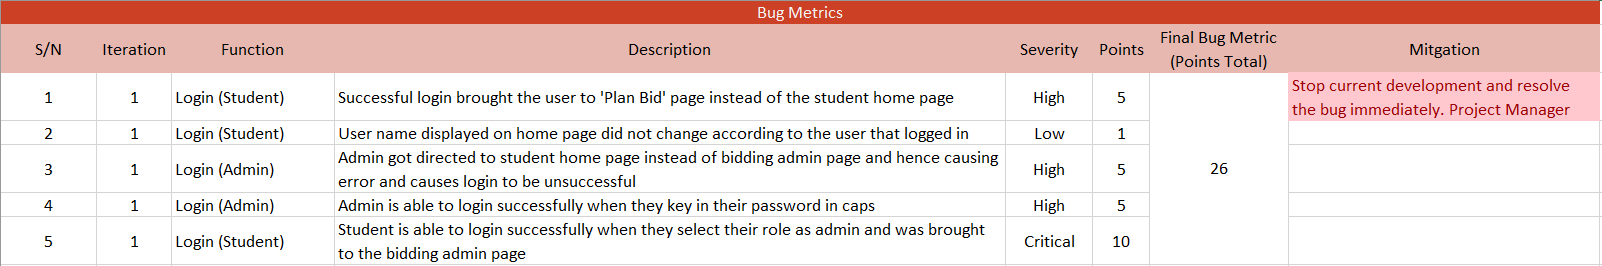 Bug Metrics
S/N Iteration Function Description Severity Points Final Bug Metric (Points Total) Mitgation
1 1 Login (Student) Successful login brought the user to 'Plan Bid' page instead of the student home page High 5 26 Stop current development and resolve
the bug immediately. Project Manager
2 1 Login (Student) User name displayed on home page did not change according to the user that logged in Low 1
3 1 Login (Admin) Admin got directed to student home page instead of bidding admin page and hence causing
error and causes login to be unsuccessful High 5
4 1 Login (Admin) Admin is able to login successfully when they key in their password in caps High 5
5 1 Login (Student) Student is able to login successfully when they select their role as admin and was brought
to the bidding admin page Critical 10